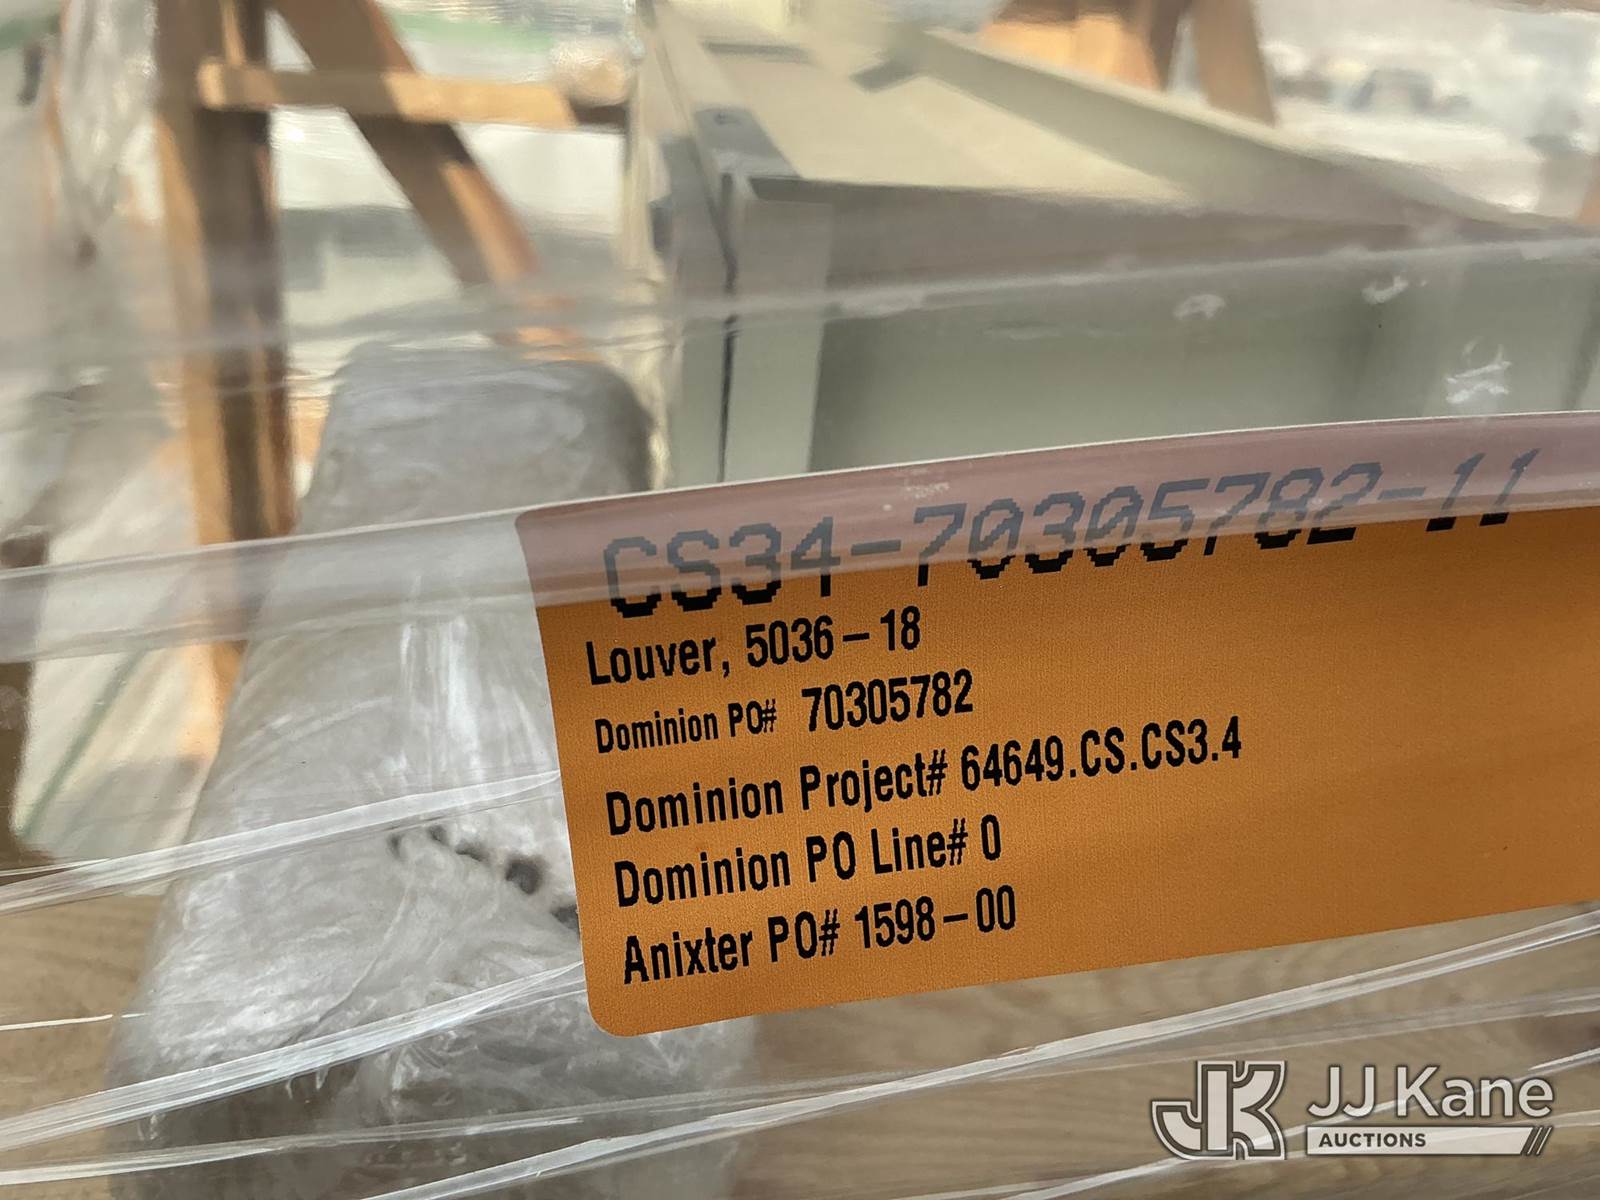 CS34-70305782-11
Louver, 5036-18
Dominion PO# 70305782
Dominion Project# 64649.CS.CS3.4
Dominion PO Line# 0
Anixter PO# 1598-00
JK JJ Kane
AUCTIONS